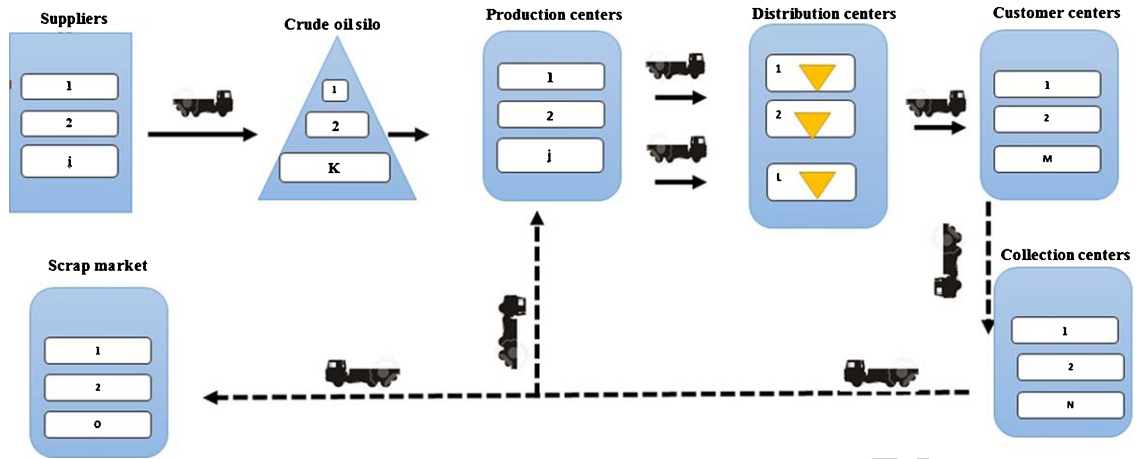 Suppliers
1
2
i
Crude oil silo
1
2
K
Production centers
1
2
j
Distribution centers
1
2
L
Customer centers
1
2
M
Scrap market
1
2
O
Collection centers
1
2
N